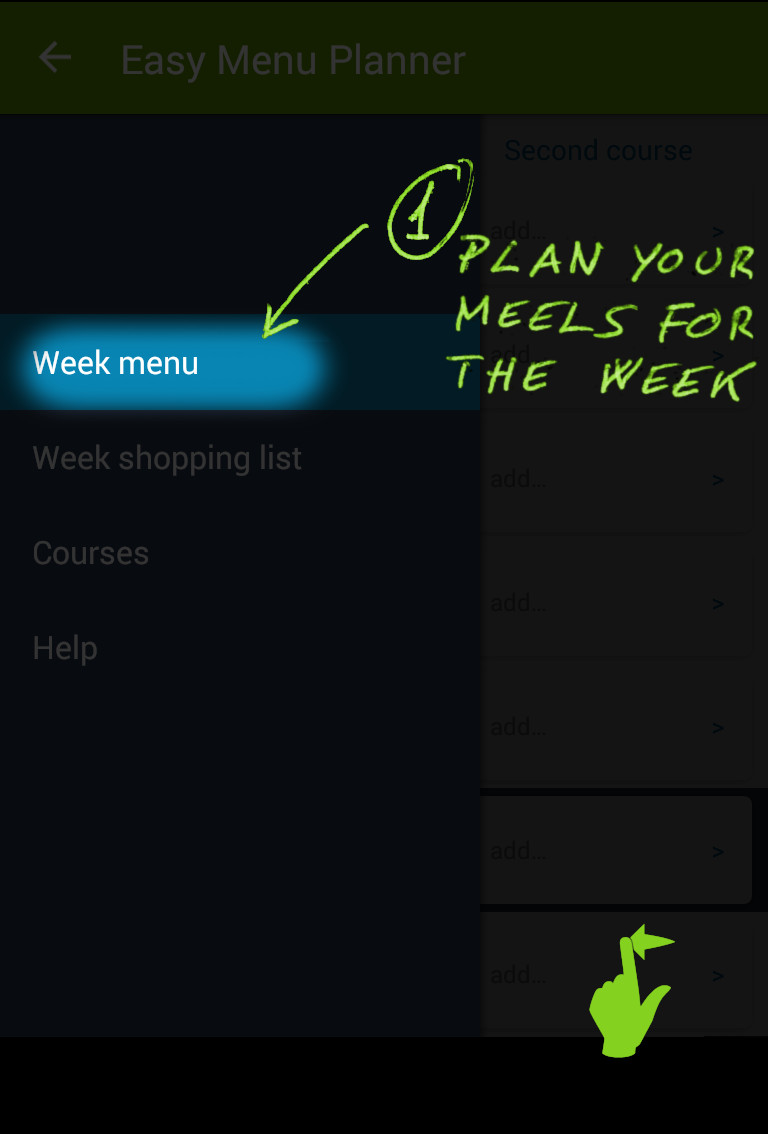 Easy Menu Planner
Second course
1
add... >
PLAN YOUR
MEELS FOR
THE WEEK
Week menu
add... >
Week shopping list
add... >
Courses
add... >
Help
add... >
add... >
add... >